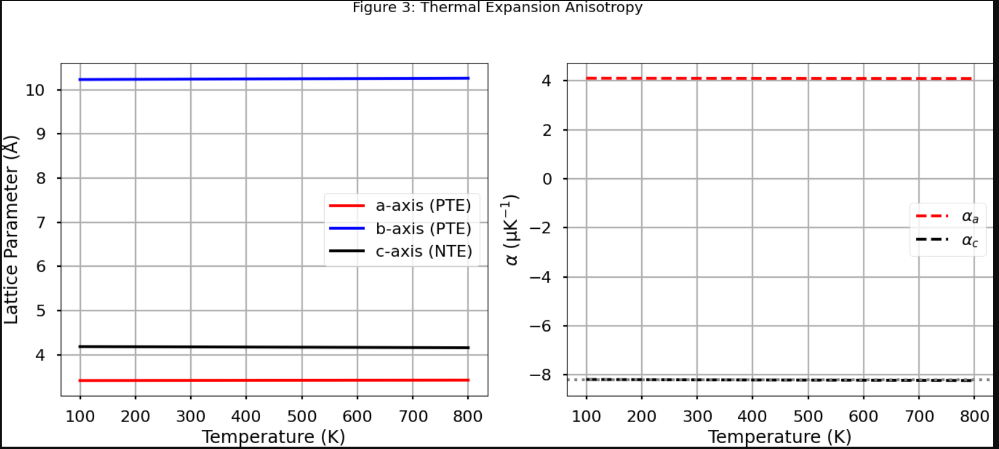 Figure 3: Thermal Expansion Anisotropy
Lattice Parameter (Å)
10
9
8
7
6
5
4
a-axis (PTE)
b-axis (PTE)
c-axis (NTE)
100 200 300 400 500 600 700 800
Temperature (K)
α (μK⁻¹)
4
2
0
−2
−4
−6
−8
αₐ
α_c
100 200 300 400 500 600 700 800
Temperature (K)